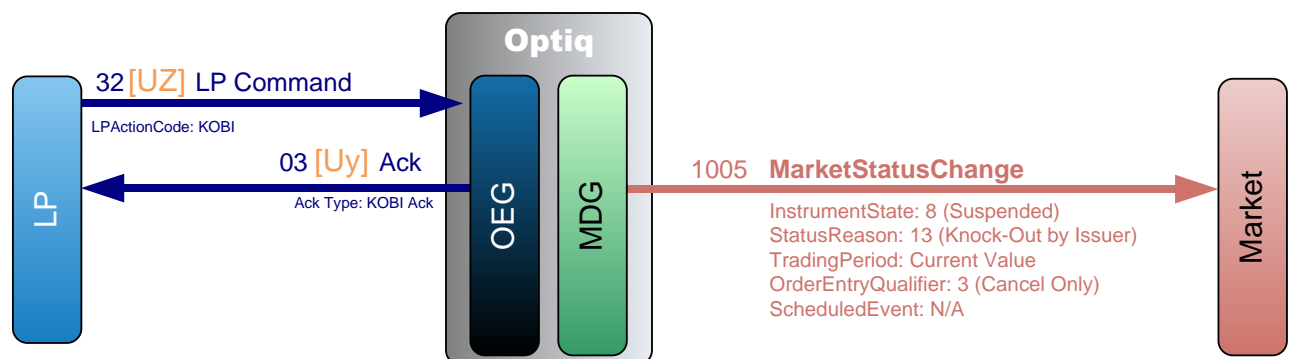 Optiq
32 [UZ] LP Command
LPActionCode: KOBI
03 [Uy] Ack
Ack Type: KOBI Ack
LP
OEG
MDG
1005 MarketStatusChange
InstrumentState: 8 (Suspended)
StatusReason: 13 (Knock-Out by Issuer)
TradingPeriod: Current Value
OrderEntryQualifier: 3 (Cancel Only)
ScheduledEvent: N/A
Market